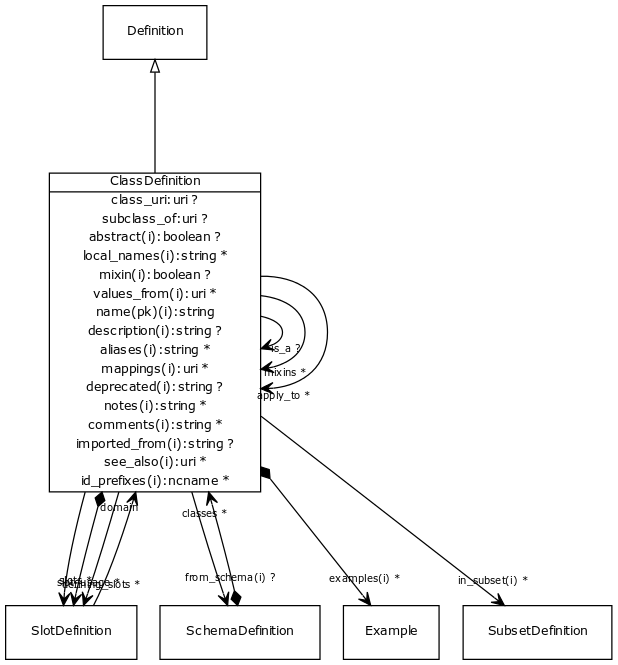 Definition
ClassDefinition
class_uri:uri ?
subclass_of:uri ?
abstract(i):boolean ?
local_names(i):string *
mixin(i):boolean ?
values_from(i):uri *
name(pk)(i):string
description(i):string ?
aliases(i):string *
mappings(i):uri *
deprecated(i):string ?
notes(i):string *
comments(i):string *
imported_from(i):string ?
see_also(i):uri *
id_prefixes(i):ncname *
is_a ?
mixins *
apply_to *
domain
classes *
slots *
from_schema(i) ?
examples(i) *
in_subset(i) *
SlotDefinition
SchemaDefinition
Example
SubsetDefinition